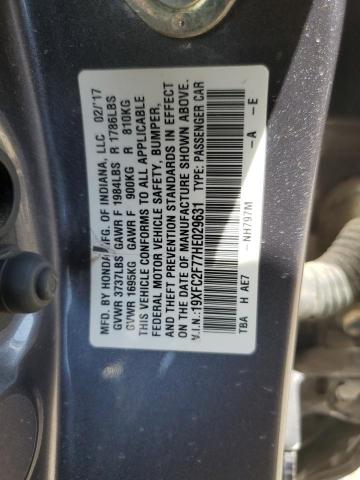 MFD. BY HONDA MFG. OF INDIANA, LLC 02/'17
GVWR 3737LBS GAWR F 1984LBS R 1786LBS
GVWR 1695KG GAWR F 900KG R 810KG
THIS VEHICLE CONFORMS TO ALL APPLICABLE
FEDERAL MOTOR VEHICLE SAFETY, BUMPER,
AND THEFT PREVENTION STANDARDS IN EFFECT
ON THE DATE OF MANUFACTURE SHOWN ABOVE.
V.I.N.:19XFC2F77HE029631 TYPE: PASSENGER CAR
NH797M -A -E
TBA H AE7